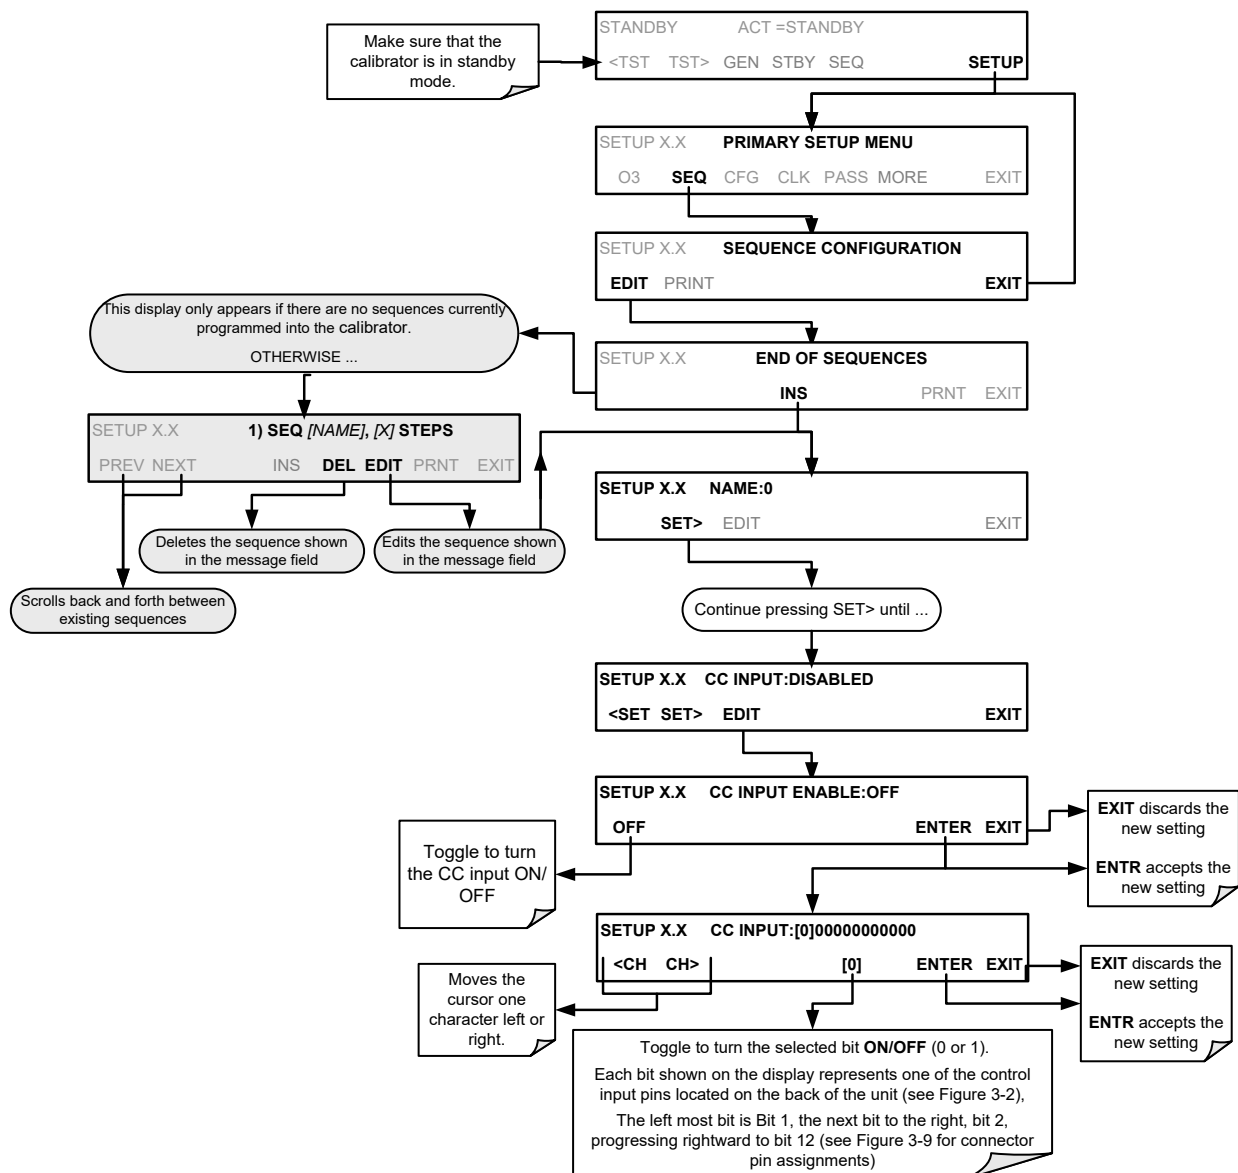 Make sure that the
calibrator is in standby
mode.
STANDBY ACT =STANDBY
<TST TST> GEN STBY SEQ SETUP
SETUP X.X PRIMARY SETUP MENU
O3 SEQ CFG CLK PASS MORE EXIT
SETUP X.X SEQUENCE CONFIGURATION
EDIT PRINT EXIT
This display only appears if there are no sequences currently
programmed into the calibrator.
OTHERWISE ...
SETUP X.X END OF SEQUENCES
INS PRNT EXIT
SETUP X.X 1) SEQ [NAME], [X] STEPS
PREV NEXT INS DEL EDIT PRNT EXIT
Deletes the sequence shown
in the message field
Edits the sequence shown
in the message field
Scrolls back and forth between
existing sequences
SETUP X.X NAME:0
SET> EDIT EXIT
Continue pressing SET> until ...
SETUP X.X CC INPUT:DISABLED
<SET SET> EDIT EXIT
SETUP X.X CC INPUT ENABLE:OFF
OFF ENTER EXIT
Toggle to turn
the CC input ON/
OFF
EXIT discards the
new setting
ENTR accepts the
new setting
SETUP X.X CC INPUT:[0]00000000000
<CH CH> [0] ENTER EXIT
Moves the
cursor one
character left or
right.
EXIT discards the
new setting
ENTR accepts the
new setting
Toggle to turn the selected bit ON/OFF (0 or 1).
Each bit shown on the display represents one of the control
input pins located on the back of the unit (see Figure 3-2),
The left most bit is Bit 1, the next bit to the right, bit 2,
progressing rightward to bit 12 (see Figure 3-9 for connector
pin assignments)